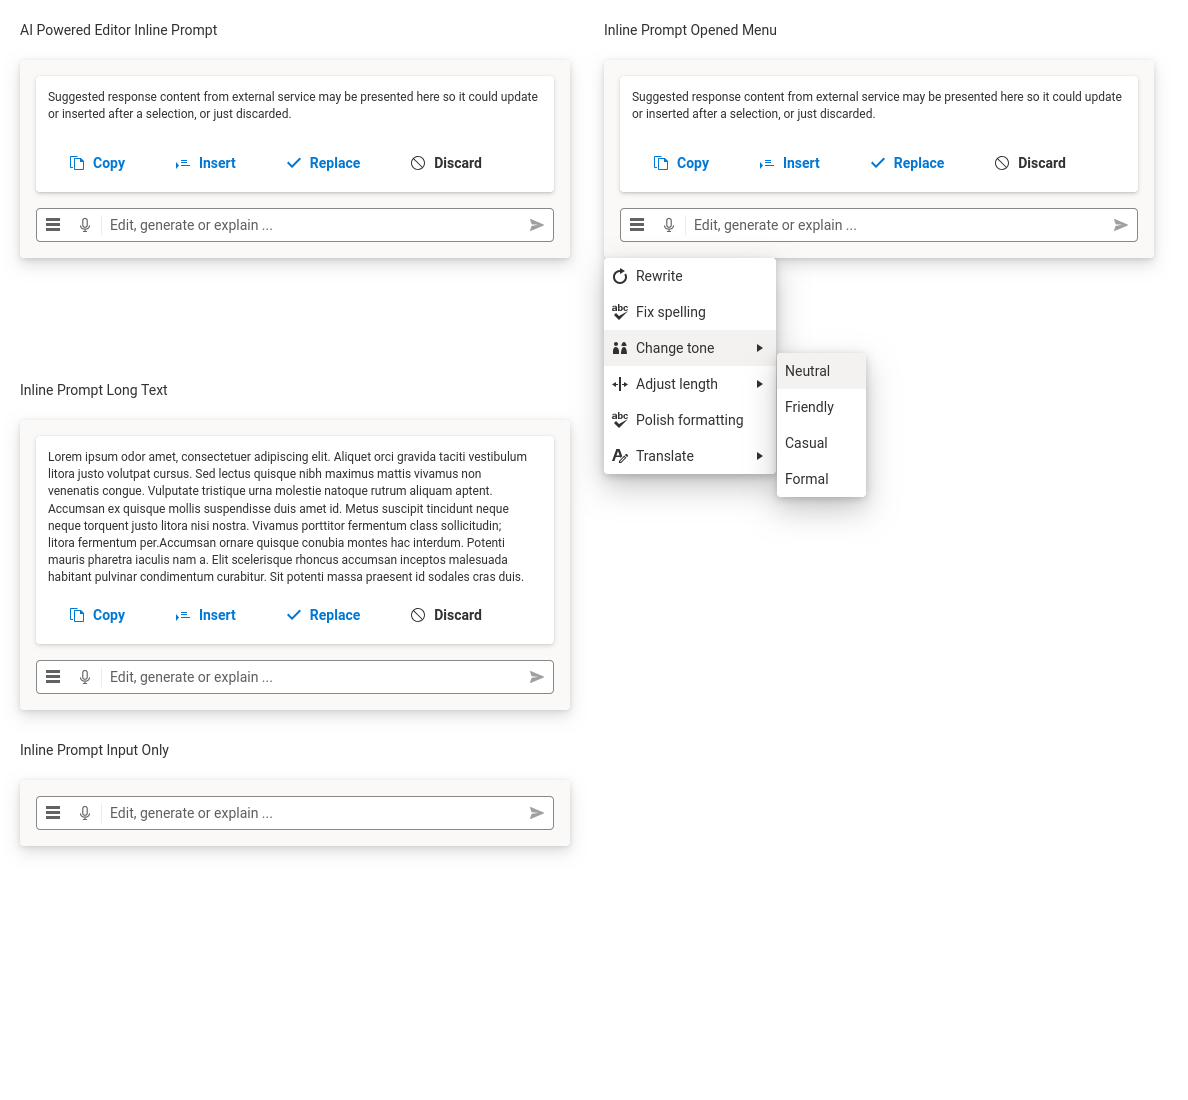 AI Powered Editor Inline Prompt
Suggested response content from external service may be presented here so it could update
or inserted after a selection, or just discarded.
Copy Insert Replace Discard
Edit, generate or explain ...
Inline Prompt Opened Menu
Suggested response content from external service may be presented here so it could update
or inserted after a selection, or just discarded.
Copy Insert Replace Discard
Edit, generate or explain ...
Rewrite
abc Fix spelling
Change tone
Adjust length
abc Polish formatting
Translate
Neutral
Friendly
Casual
Formal
Inline Prompt Long Text
Lorem ipsum odor amet, consectetuer adipiscing elit. Aliquet orci gravida taciti vestibulum
litora justo volutpat cursus. Sed lectus quisque nibh maximus mattis vivamus non
venenatis congue. Vulputate tristique urna molestie natoque rutrum aliquam aptent.
Accumsan ex quisque mollis suspendisse duis amet id. Metus suscipit tincidunt neque
neque torquent justo litora nisi nostra. Vivamus porttitor fermentum class sollicitudin;
litora fermentum per.Accumsan ornare quisque conubia montes hac interdum. Potenti
mauris pharetra iaculis nam a. Elit scelerisque rhoncus accumsan inceptos malesuada
habitant pulvinar condimentum curabitur. Sit potenti massa praesent id sodales cras duis.
Copy Insert Replace Discard
Edit, generate or explain ...
Inline Prompt Input Only
Edit, generate or explain ...